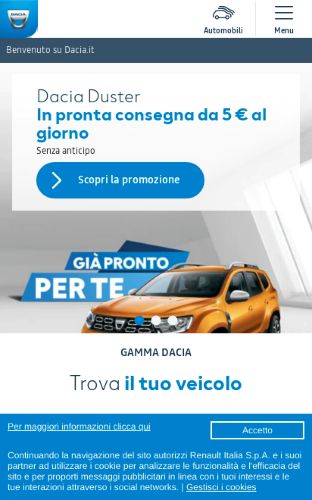 DACIA
Automobili
Menu
Benvenuto su Dacia.it
Dacia Duster
In pronta consegna da 5 € al
giorno
Senza anticipo
Scopri la promozione
GIÀ PRONTO
PER TE
GAMMA DACIA
Trova il tuo veicolo
Per maggiori informazioni clicca qui
Accetto
Continuando la navigazione del sito autorizzi Renault Italia S.p.A. e i suoi
partner ad utilizzare i cookie per analizzare le funzionalità e l'efficacia del
sito e per proporti messaggi pubblicitari in linea con i tuoi interessi e le
tue interazioni attraverso i social networks. | Gestisci i cookies